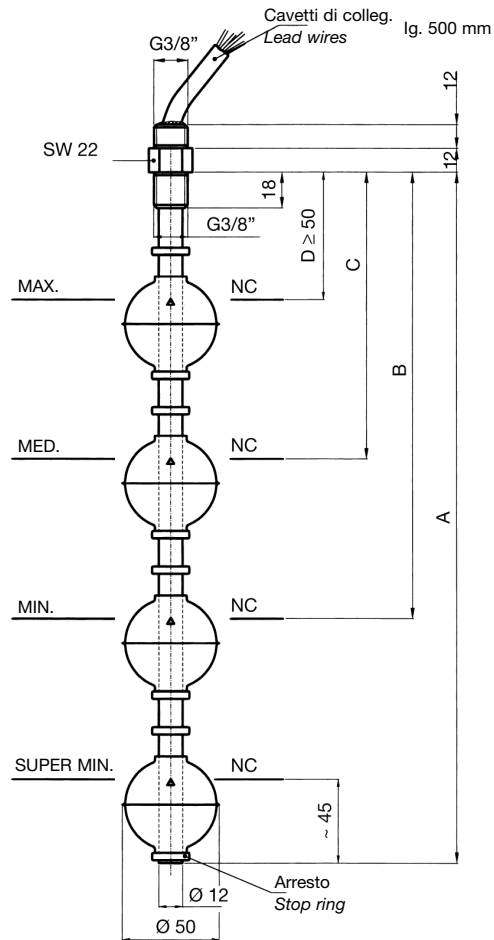 Cavetti di colleg.
Lead wires
lg. 500 mm
G3/8”
12
SW 22
12
18
G3/8”
D ≥ 50
C
MAX.
NC
B
MED.
NC
A
MIN.
NC
SUPER MIN.
NC
~ 45
Ø 12
Arresto
Stop ring
Ø 50